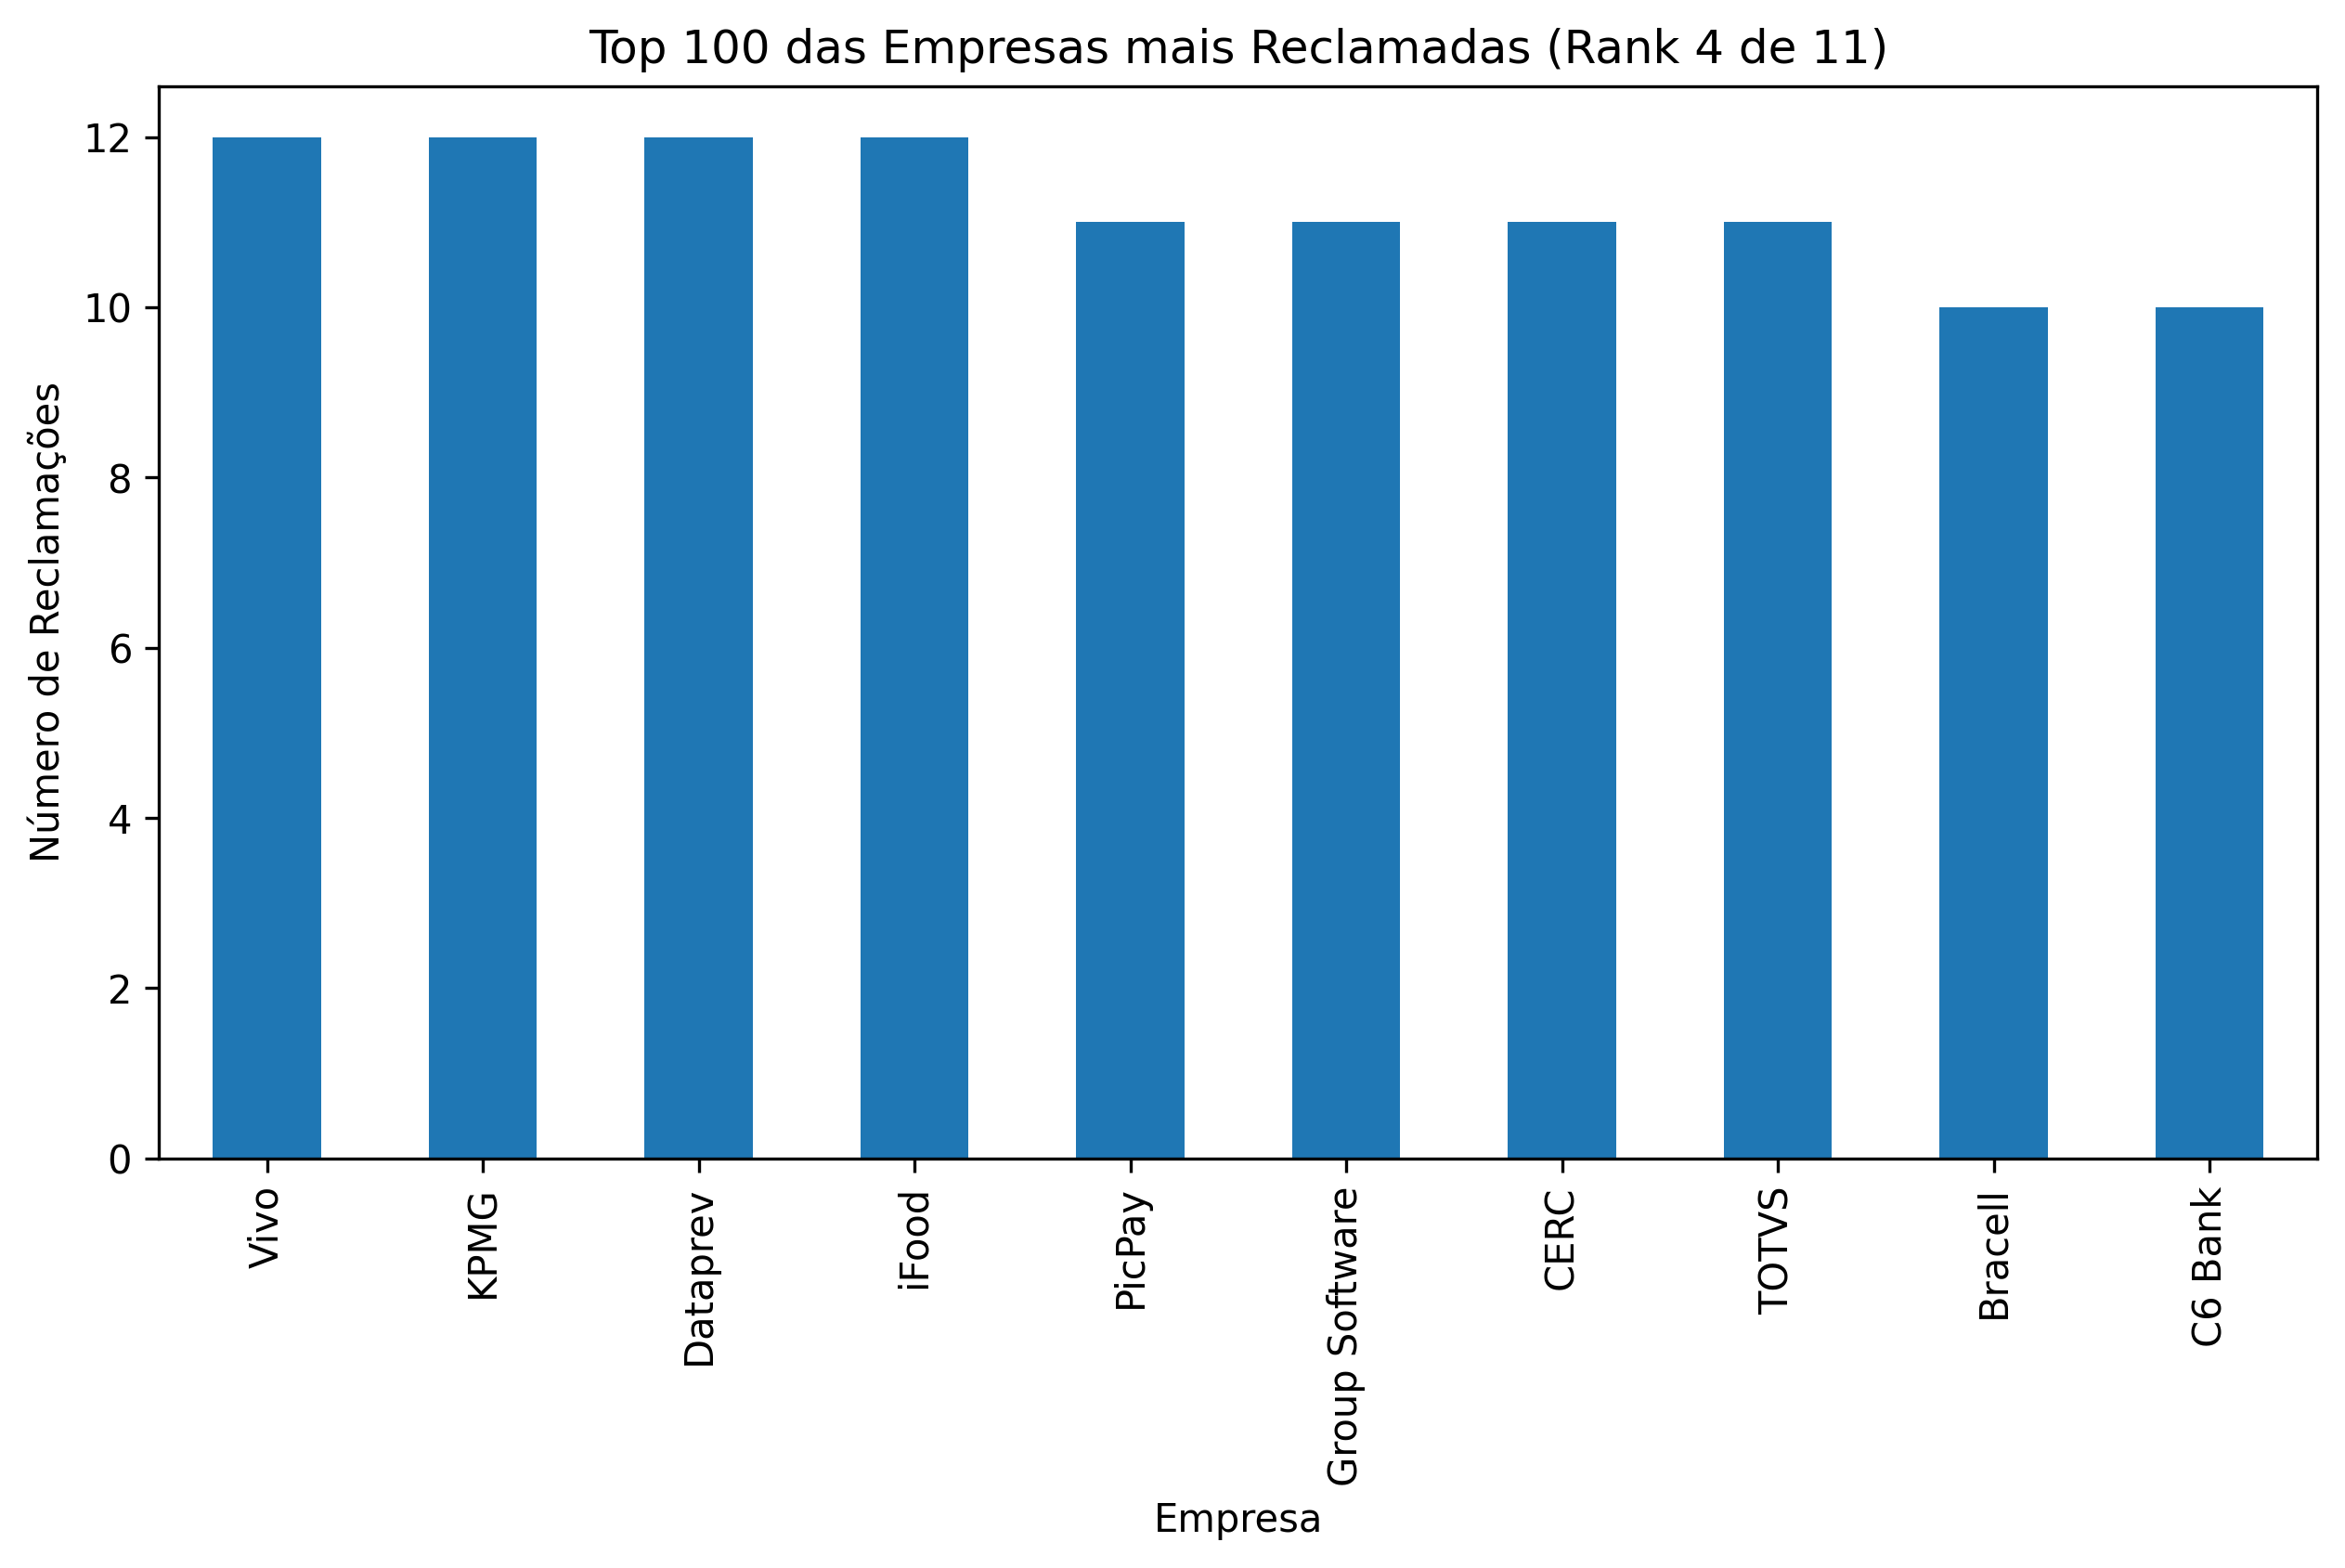 Top 100 das Empresas mais Reclamadas (Rank 4 de 11)
Número de Reclamações
12
10
8
6
4
2
0
Vivo
KPMG
Dataprev
iFood
PicPay
Group Software
CERC
TOTVS
Bracell
C6 Bank
Empresa